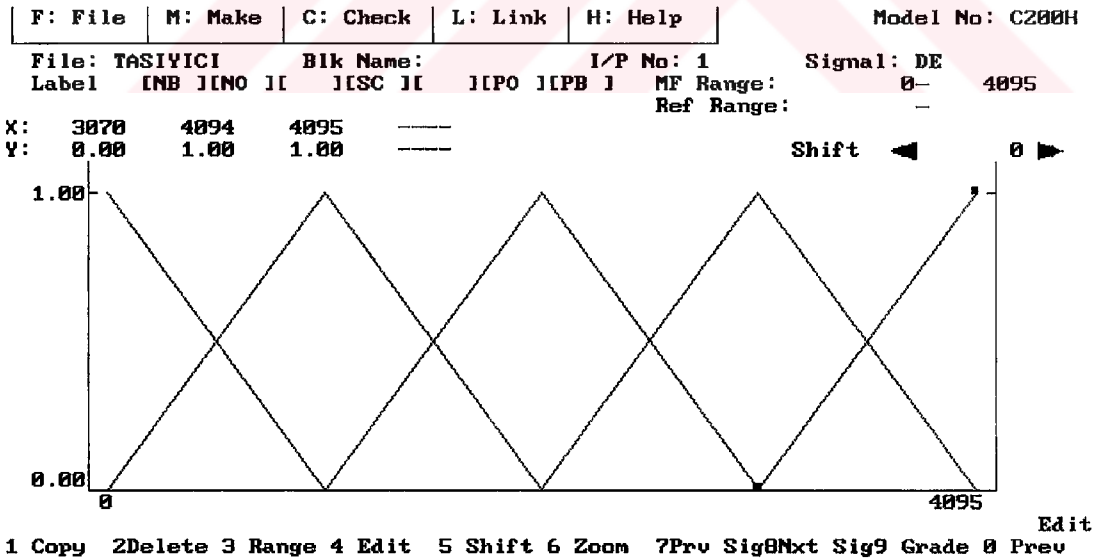 F: File M: Make C: Check L: Link H: Help Model No: C200H
File: TASIYICI Blk Name: I/P No: 1 Signal: DE
Label [NB ][NO ][ ][SC ][ ][PO ][PB ] MF Range: 0— 4095
Ref Range: —
X: 3070 4094 4095 ----
Y: 0.00 1.00 1.00 ----
Shift ◄ 0 ►
1.00
0.00
0 4095
Edit
1 Copy 2Delete 3 Range 4 Edit 5 Shift 6 Zoom 7Prv Sig8Nxt Sig9 Grade 0 Prev